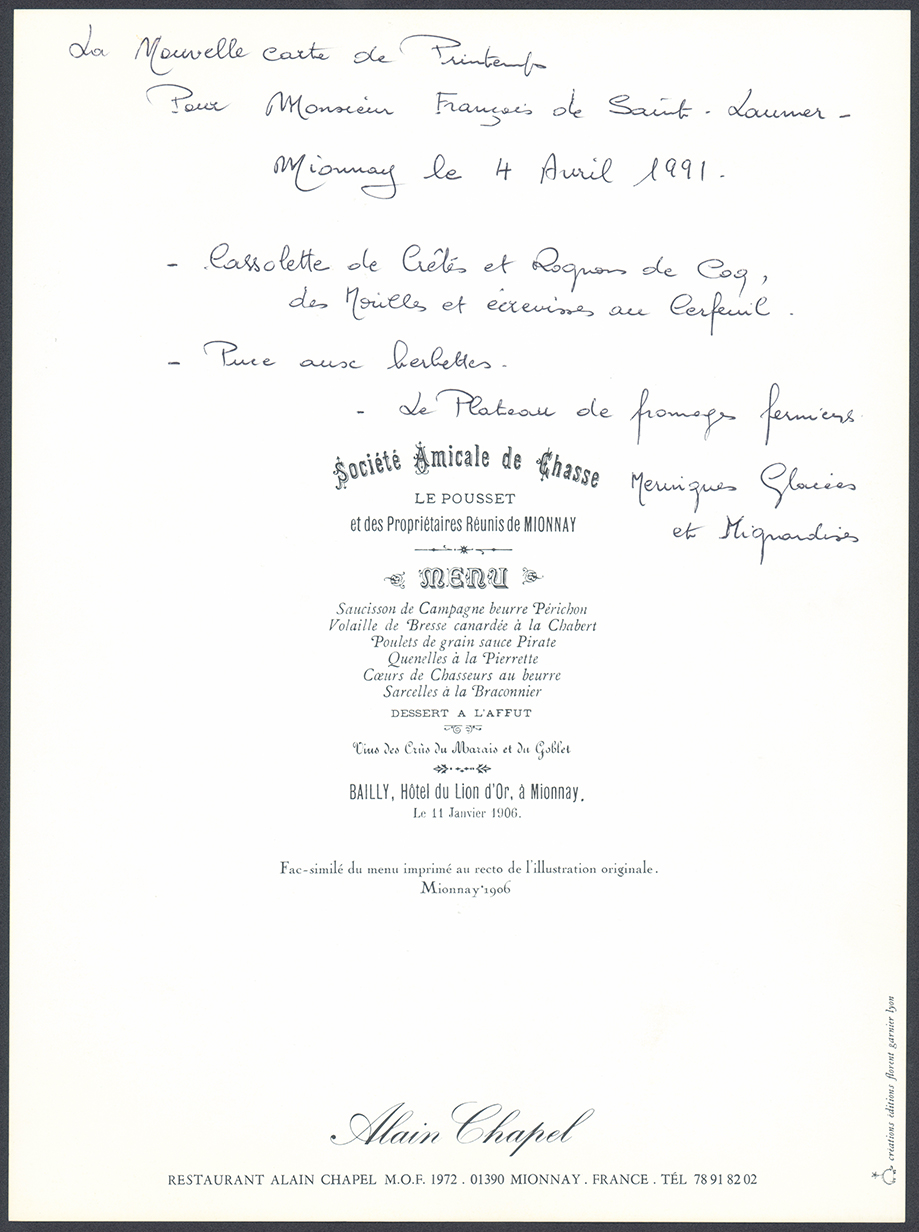 La Nouvelle carte de Printemps
Pour Monsieur François de Saint-Laumer -
Mionnay le 4 Avril 1991.
- Cassolette de Crêtes et Rognons de Coq,
des Morilles et écrevisses au Cerfeuil.
- Puce aux herbettes.
- Le Plateau de fromages fermiers
Meringues Glacées
et Mignardises
Société Amicale de Chasse
LE POUSSET
et des Propriétaires Réunis de MIONNAY
MENU
Saucisson de Campagne beurre Périchon
Volaille de Bresse canardée à la Chabert
Poulets de grain sauce Pirate
Quenelles à la Pierrette
Cœurs de Chasseurs au beurre
Sarcelles à la Braconnier
DESSERT A L'AFFUT
Vins des Crûs du Marais et du Goblet
BAILLY, Hôtel du Lion d'Or, à Mionnay.
Le 11 Janvier 1906.
Fac-similé du menu imprimé au recto de l'illustration originale.
Mionnay 1906
créations éditions florent garnier lyon
Alain Chapel
RESTAURANT ALAIN CHAPEL M.O.F. 1972 . 01390 MIONNAY . FRANCE . TÉL 78 91 82 02